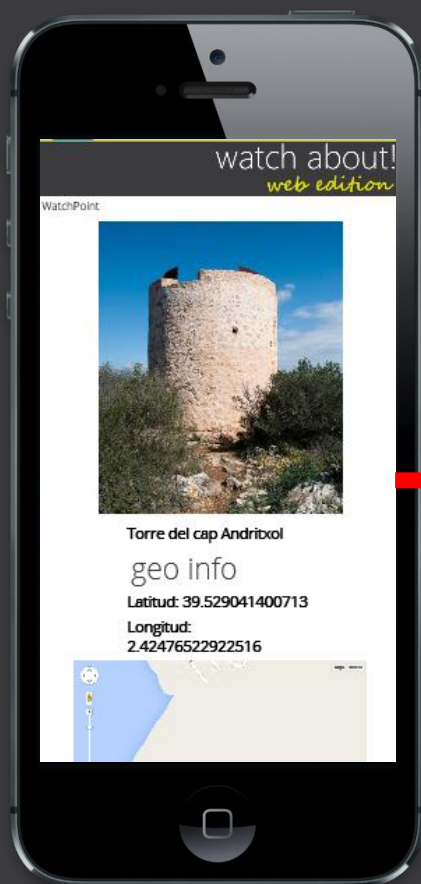 watch about!
web edition
WatchPoint
Torre del cap Andritxol
geo info
Latitud: 39.529041400713
Longitud:
2.42476522922516